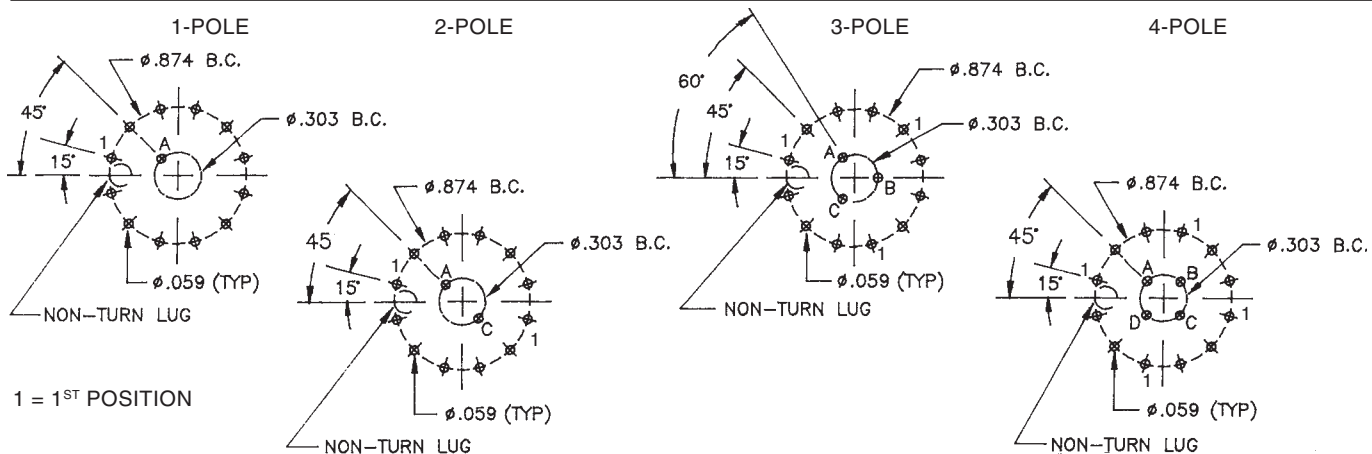 1-POLE
2-POLE
3-POLE
4-POLE
ø.874 B.C.
45°
ø.303 B.C.
1
A
15°
ø.059 (TYP)
NON-TURN LUG
1 = 1ST POSITION
ø.874 B.C.
45
ø.303 B.C.
1
A
15°
C
1
ø.059 (TYP)
NON-TURN LUG
60°
45°
ø.874 B.C.
1
ø.303 B.C.
1
A
15°
B
C
1
ø.059 (TYP)
NON-TURN LUG
ø.874 B.C.
1
45°
ø.303 B.C.
1
A
B
15°
D
C
1
1
ø.059 (TYP)
NON-TURN LUG